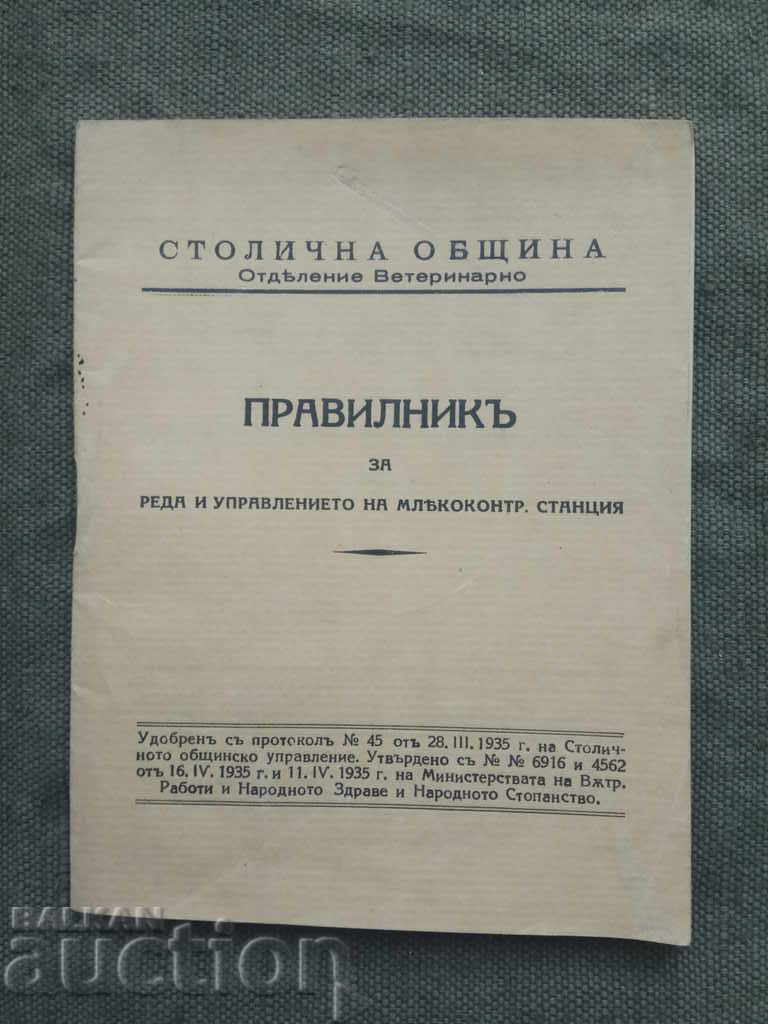 СТОЛИЧНА ОБЩИНА
Отдѣление Ветеринарно
ПРАВИЛНИКЪ
ЗА
РЕДА И УПРАВЛЕНИЕТО НА МЛѢКОКОНТР. СТАНЦИЯ
Удобренъ съ протоколъ № 45 отъ 28. III. 1935 г. на Столич-
ното общинско управление. Утвърдено съ № № 6916 и 4562
отъ 16. IV. 1935 г. и 11. IV. 1935 г. на Министерствата на Вѫтр.
Работи и Народното Здраве и Народното Стопанство.
BALKAN
auction